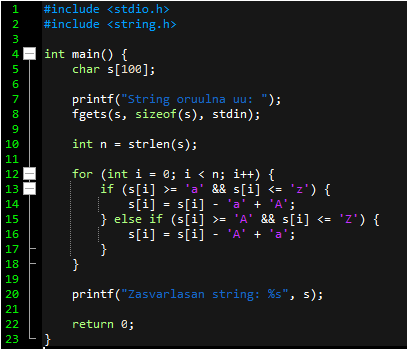 1 #include <stdio.h>
2 #include <string.h>
3
4 int main() {
5     char s[100];
6
7     printf("String oruulna uu: ");
8     fgets(s, sizeof(s), stdin);
9
10     int n = strlen(s);
11
12     for (int i = 0; i < n; i++) {
13         if (s[i] >= 'a' && s[i] <= 'z') {
14             s[i] = s[i] - 'a' + 'A';
15         } else if (s[i] >= 'A' && s[i] <= 'Z') {
16             s[i] = s[i] - 'A' + 'a';
17         }
18     }
19
20     printf("Zasvarlasan string: %s", s);
21
22     return 0;
23 }